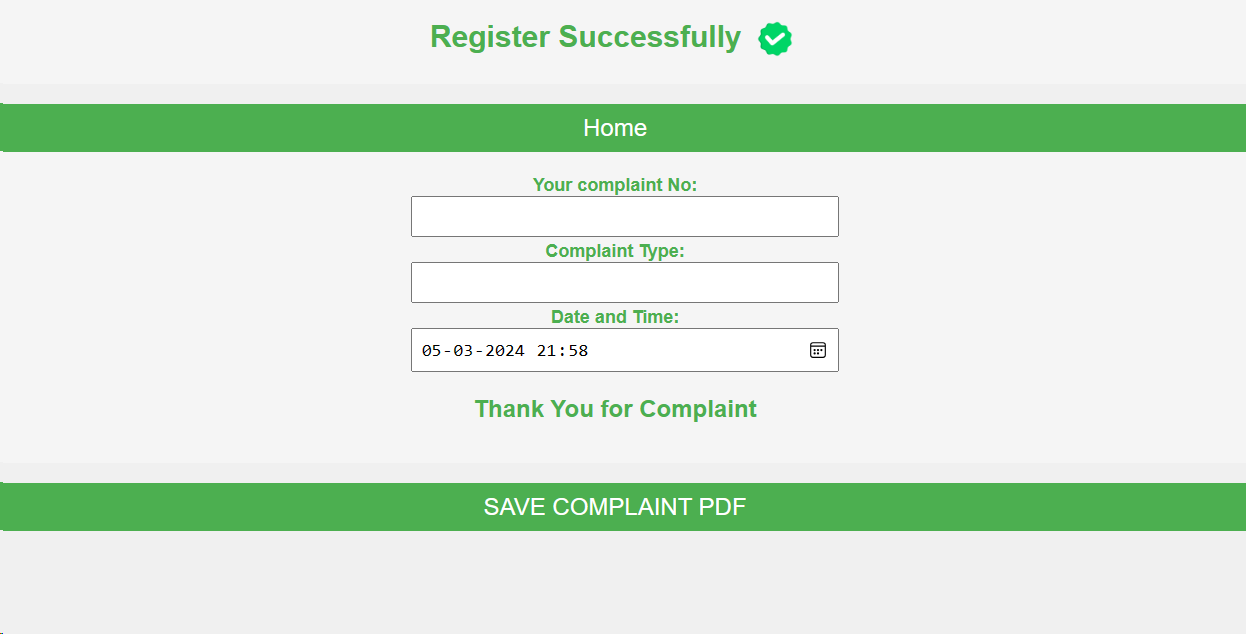 Register Successfully
Home
Your complaint No:
Complaint Type:
Date and Time:
05-03-2024 21:58
Thank You for Complaint
SAVE COMPLAINT PDF